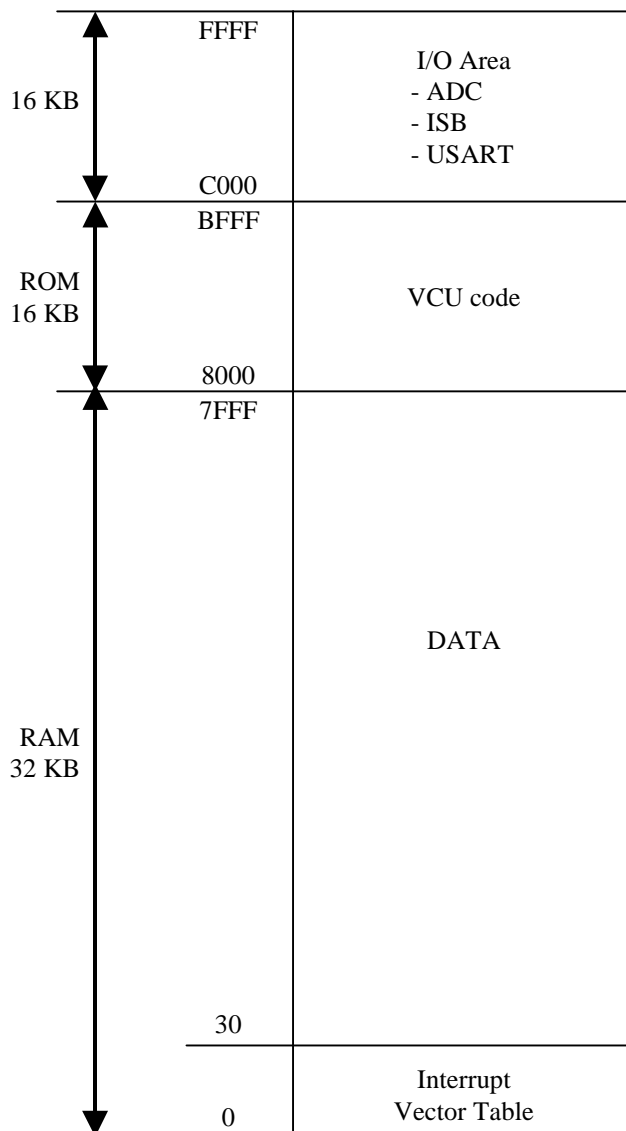 FFFF
16 KB
I/O Area
- ADC
- ISB
- USART
C000
BFFF
ROM
16 KB
VCU code
8000
7FFF
DATA
RAM
32 KB
30
Interrupt
Vector Table
0